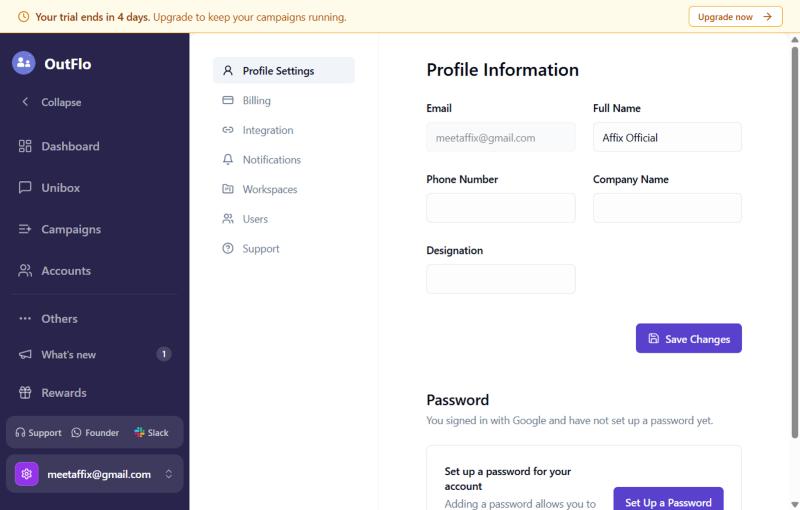 Your trial ends in 4 days. Upgrade to keep your campaigns running.
Upgrade now
OutFlo
Collapse
Dashboard
Unibox
Campaigns
Accounts
Others
What's new
1
Rewards
Support
Founder
Slack
meetaffix@gmail.com
Profile Settings
Billing
Integration
Notifications
Workspaces
Users
Support
Profile Information
Email
Full Name
meetaffix@gmail.com
Affix Official
Phone Number
Company Name
Designation
Save Changes
Password
You signed in with Google and have not set up a password yet.
Set up a password for your
account
Adding a password allows you to
Set Up a Password